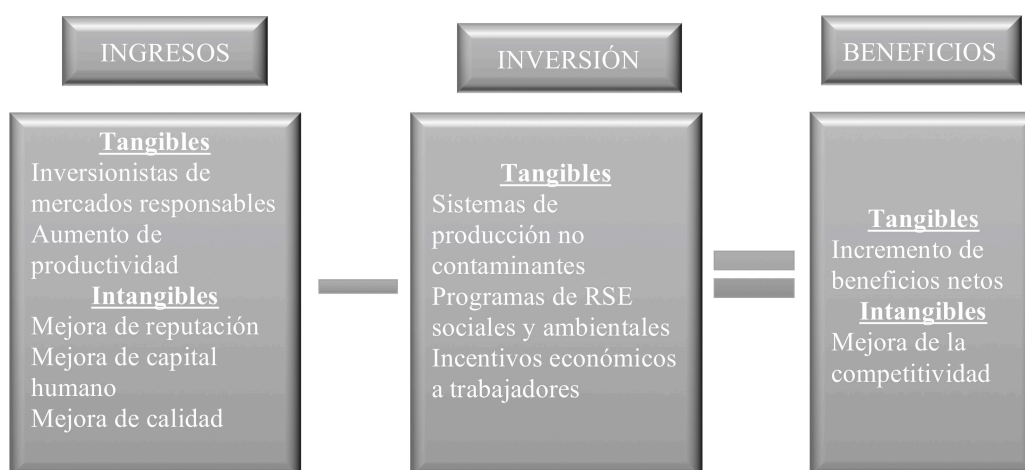 INGRESOS
INVERSIÓN
BENEFICIOS
Tangibles
Inversionistas de
mercados responsables
Aumento de
productividad
Intangibles
Mejora de reputación
Mejora de capital
humano
Mejora de calidad
Tangibles
Sistemas de
producción no
contaminantes
Programas de RSE
sociales y ambientales
Incentivos económicos
a trabajadores
Tangibles
Incremento de
beneficios netos
Intangibles
Mejora de la
competitividad